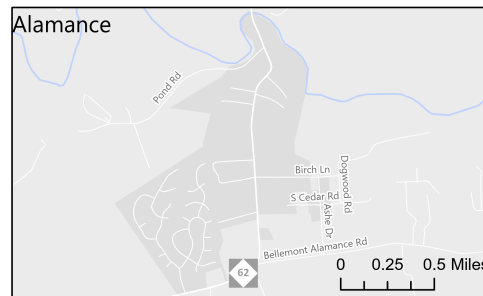 Alamance
Pond Rd
Birch Ln
Dogwood Rd
S Cedar Rd
Ashe Dr
Bellemont Alamance Rd
62
0 0.25 0.5 Miles